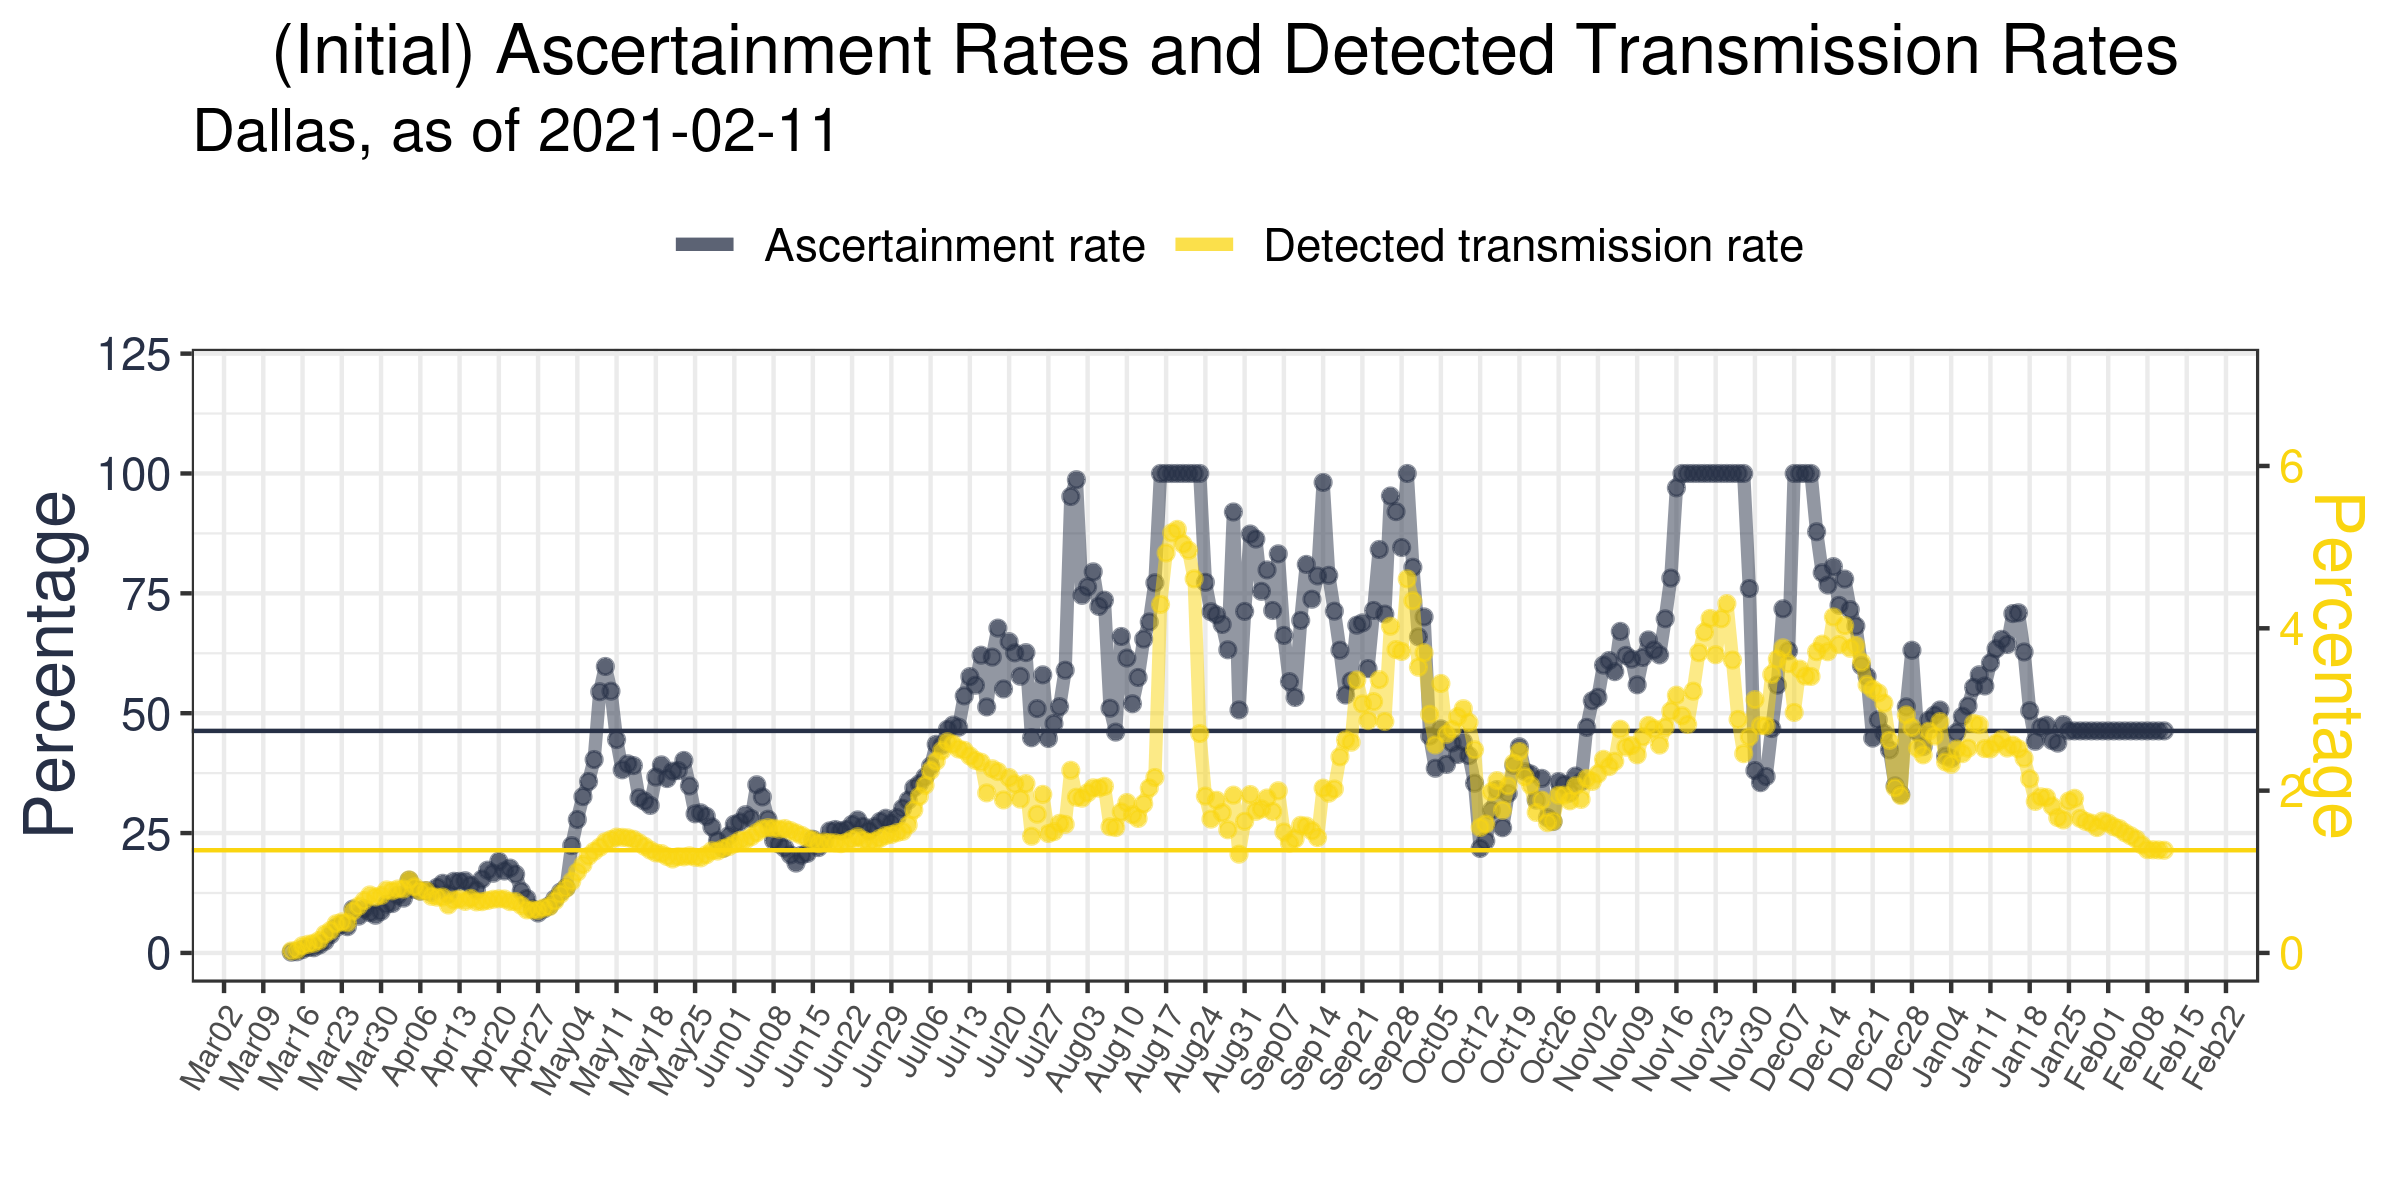 (Initial) Ascertainment Rates and Detected Transmission Rates
Dallas, as of 2021-02-11
Ascertainment rate
Detected transmission rate
Percentage
125
100
75
50
25
0
6
4
2
0
Percentage
Mar02
Mar09
Mar16
Mar23
Mar30
Apr06
Apr13
Apr20
Apr27
May04
May11
May18
May25
Jun01
Jun08
Jun15
Jun22
Jun29
Jul06
Jul13
Jul20
Jul27
Aug03
Aug10
Aug17
Aug24
Aug31
Sep07
Sep14
Sep21
Sep28
Oct05
Oct12
Oct19
Oct26
Nov02
Nov09
Nov16
Nov23
Nov30
Dec07
Dec14
Dec21
Dec28
Jan04
Jan11
Jan18
Jan25
Feb01
Feb08
Feb15
Feb22